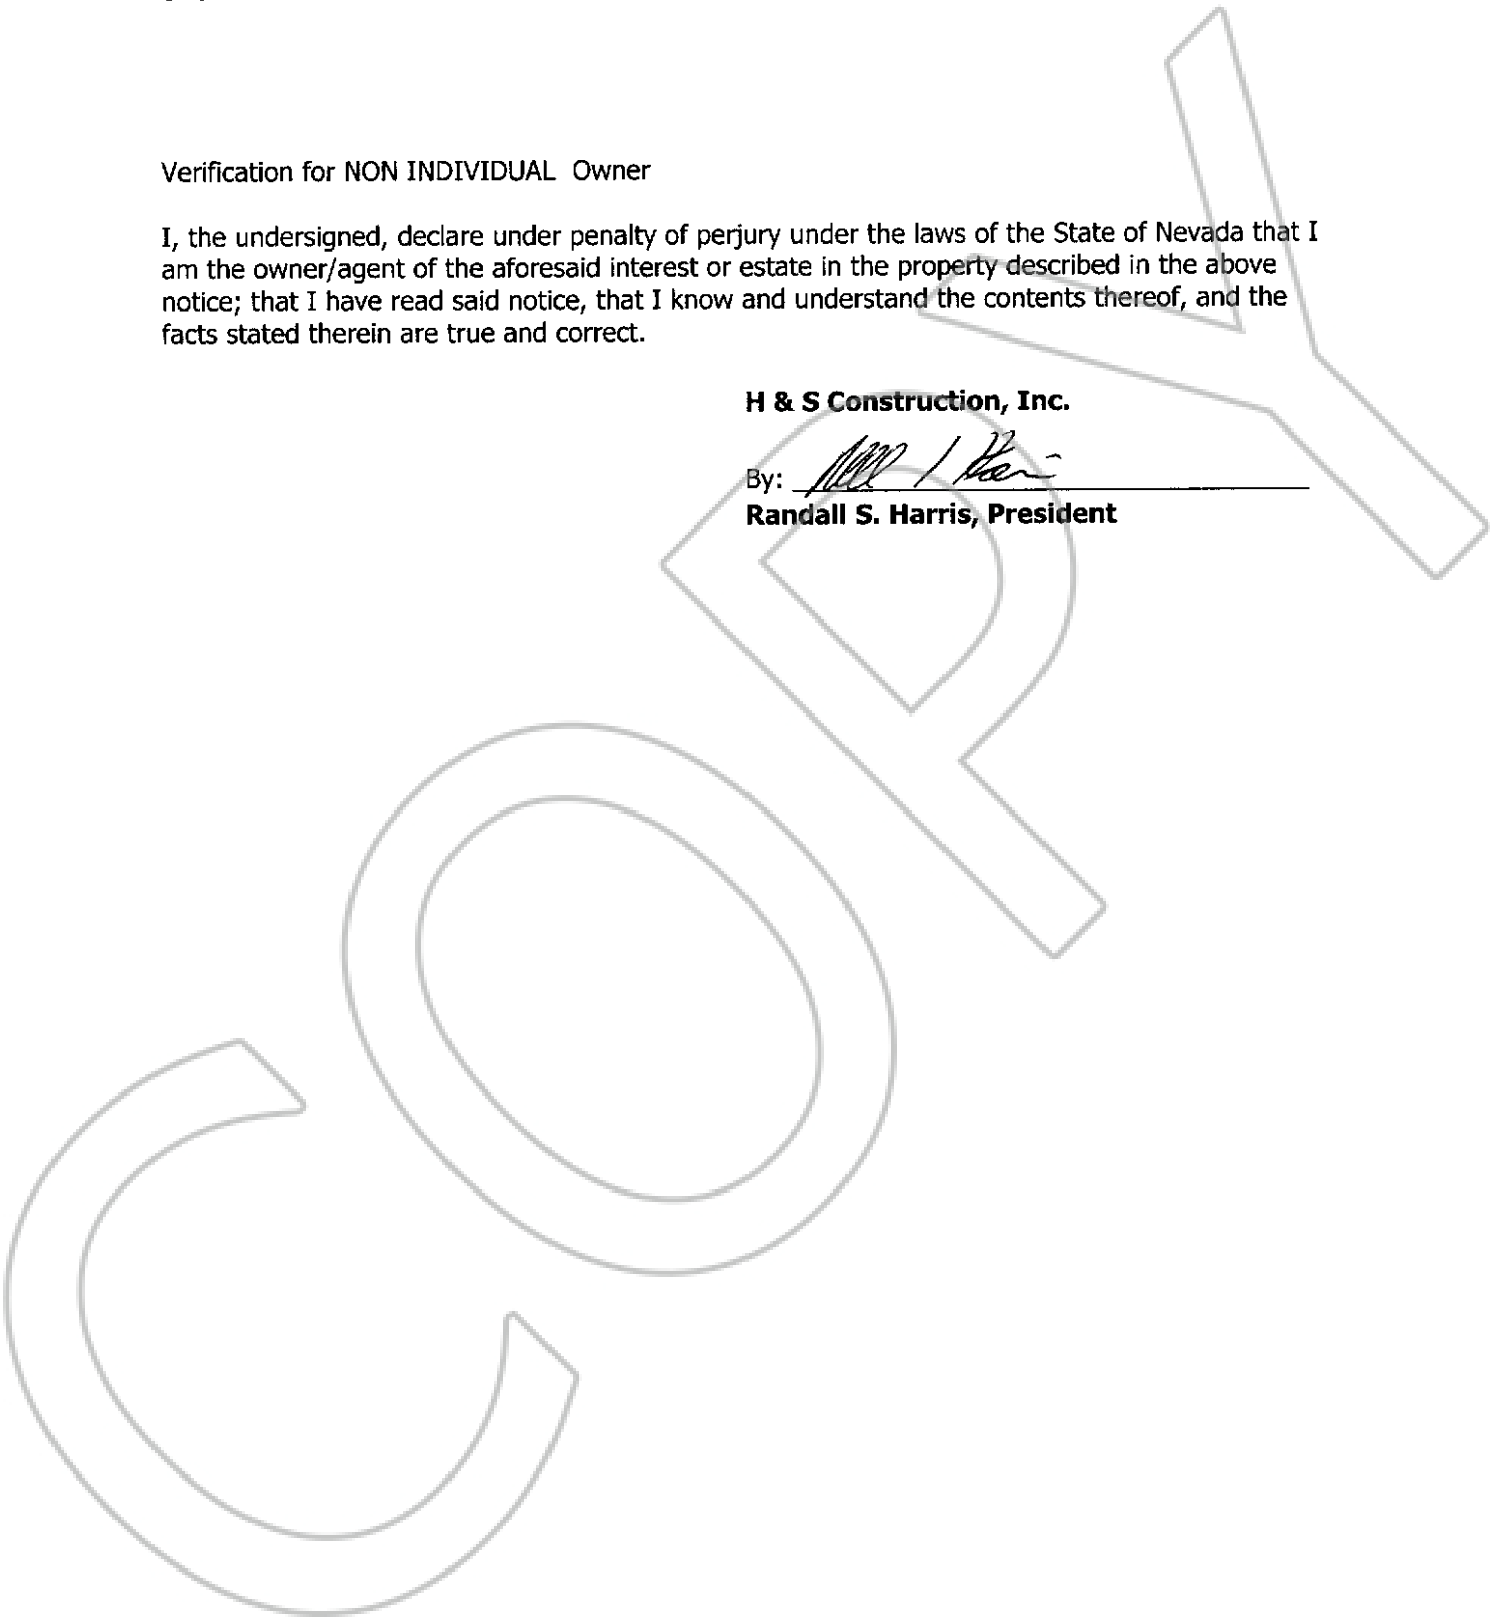 Verification for NON INDIVIDUAL Owner
I, the undersigned, declare under penalty of perjury under the laws of the State of Nevada that I
am the owner/agent of the aforesaid interest or estate in the property described in the above
notice; that I have read said notice, that I know and understand the contents thereof, and the
facts stated therein are true and correct.
H & S Construction, Inc.
By:
Randall S. Harris, President
COPY